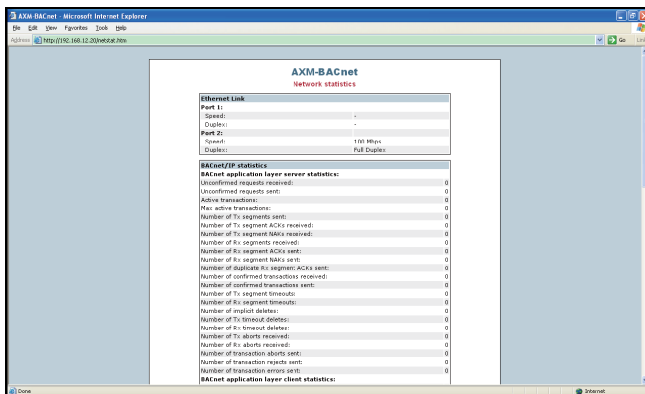 AXM-BACnet - Microsoft Internet Explorer
File Edit View Favorites Tools Help
Address http://192.168.12.20/netstat.htm Go Link
AXM-BACnet
Network statistics
Ethernet Link
Port 1:
Speed: -
Duplex: -
Port 2:
Speed: 100 Mbps
Duplex: Full Duplex
BACnet/IP statistics
BACnet application layer server statistics:
Unconfirmed requests received: 0
Unconfirmed requests sent: 0
Active transactions: 0
Max active transactions: 0
Number of Tx segments sent: 0
Number of Tx segment ACKs received: 0
Number of Tx segment NAKs received: 0
Number of Rx segments received: 0
Number of Rx segment ACKs sent: 0
Number of Rx segment NAKs sent: 0
Number of duplicate Rx segment ACKs sent: 0
Number of confirmed transactions received: 0
Number of confirmed transactions sent: 0
Number of Tx segment timeouts: 0
Number of Rx segment timeouts: 0
Number of implicit deletes: 0
Number of Tx timeout deletes: 0
Number of Rx timeout deletes: 0
Number of Tx aborts received: 0
Number of Rx aborts received: 0
Number of transaction aborts sent: 0
Number of transaction rejects sent: 0
Number of transaction errors sent: 0
BACnet application layer client statistics:
Done Internet